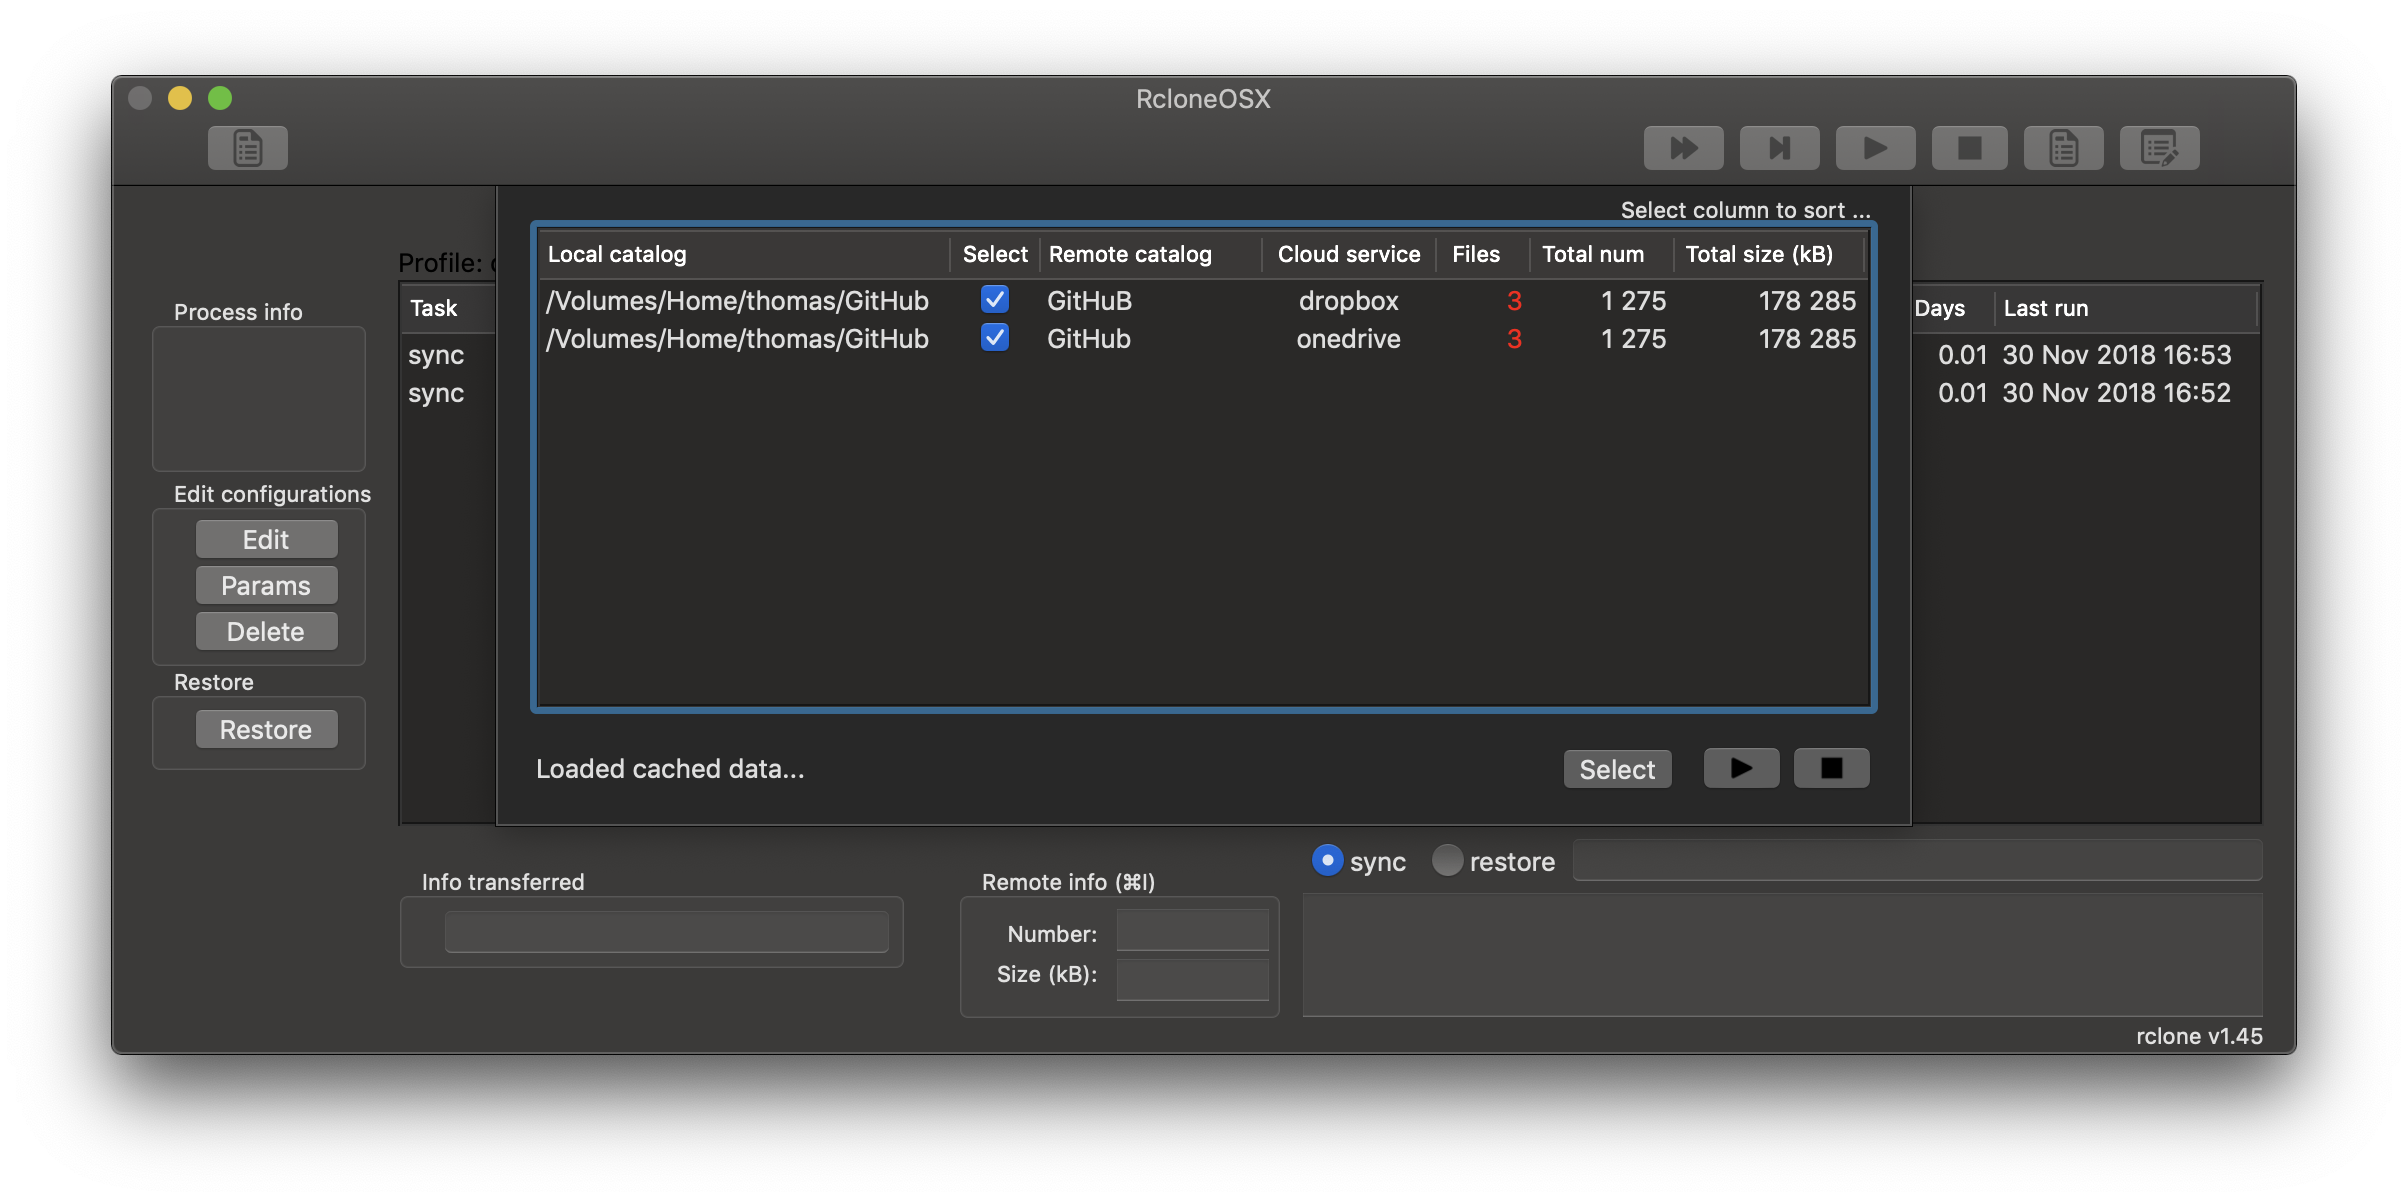 RcloneOSX
Select column to sort ...
Local catalog Select Remote catalog Cloud service Files Total num Total size (kB)
/Volumes/Home/thomas/GitHub GitHuB dropbox 3 1 275 178 285
/Volumes/Home/thomas/GitHub GitHub onedrive 3 1 275 178 285
Loaded cached data...
Select
Profile:
Task Days Last run
sync 0.01 30 Nov 2018 16:53
sync 0.01 30 Nov 2018 16:52
Process info
Edit configurations
Edit
Params
Delete
Restore
Restore
sync restore
Info transferred
Remote info (⌘I)
Number:
Size (kB):
rclone v1.45